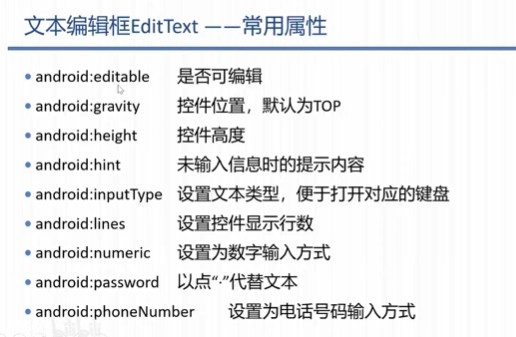 文本编辑框EditText ——常用属性
• android:editable 是否可编辑
• android:gravity 控件位置，默认为TOP
• android:height 控件高度
• android:hint 未输入信息时的提示内容
• android:inputType 设置文本类型，便于打开对应的键盘
• android:lines 设置控件显示行数
• android:numeric 设置为数字输入方式
• android:password 以点“·”代替文本
• android:phoneNumber 设置为电话号码输入方式